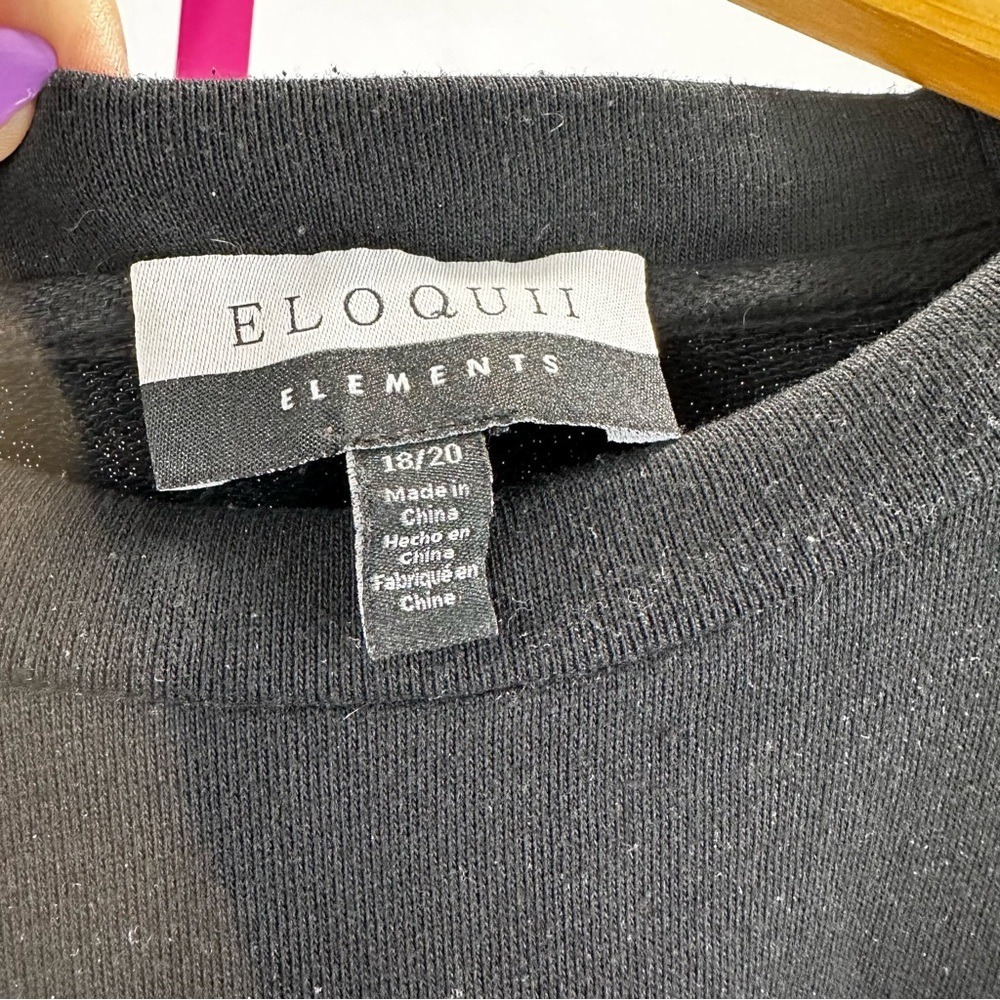 ELOQUII
ELEMENTS
18/20
Made in
China
Hecho en
China
Fabriqué en
Chine